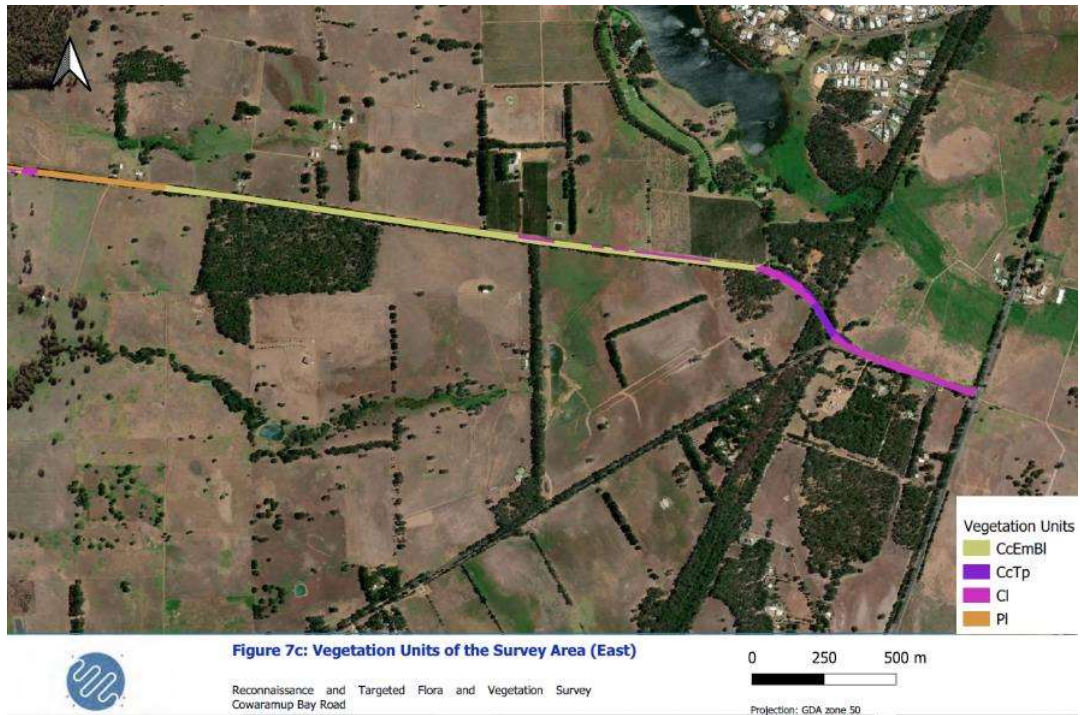 Vegetation Units
CcEmBl
CcTp
Cl
Pl
Figure 7c: Vegetation Units of the Survey Area (East)
Reconnaissance and Targeted Flora and Vegetation Survey
Cowaramup Bay Road
0 250 500 m
Projection: GDA zone 50